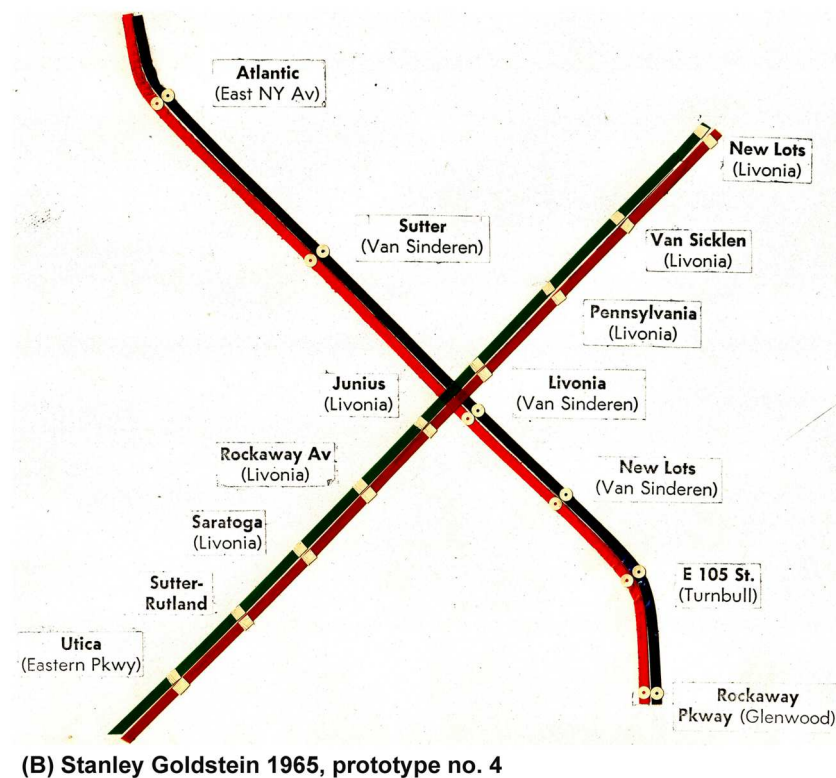 Atlantic
(East NY Av)
New Lots
(Livonia)
Sutter
(Van Sinderen)
Van Sicklen
(Livonia)
Pennsylvania
(Livonia)
Junius
(Livonia)
Livonia
(Van Sinderen)
Rockaway Av
(Livonia)
New Lots
(Van Sinderen)
Saratoga
(Livonia)
Sutter-
Rutland
E 105 St.
(Turnbull)
Utica
(Eastern Pkwy)
Rockaway
Pkway (Glenwood)
(B) Stanley Goldstein 1965, prototype no. 4